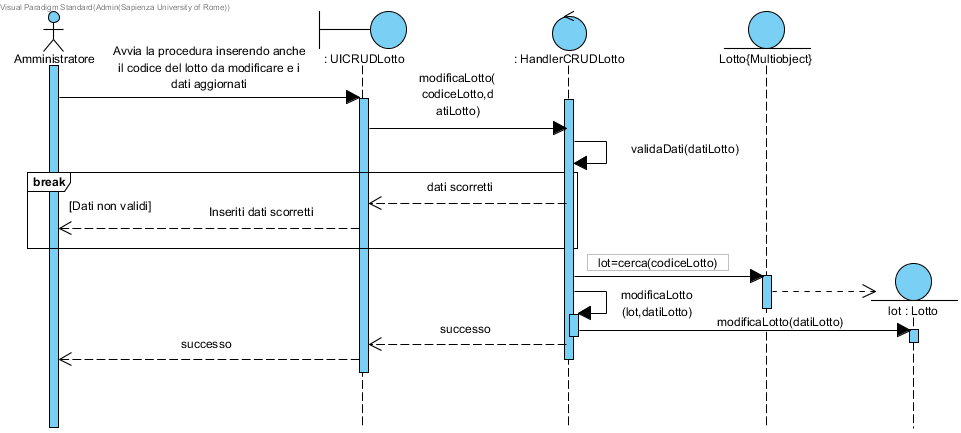 Visual Paradigm Standard(Admin(Sapienza University of Rome))
Amministratore
: UICRUDLotto
: HandlerCRUDLotto
Lotto{Multiobject}
Avvia la procedura inserendo anche
il codice del lotto da modificare e i
dati aggiornati
modificaLotto(
codiceLotto,d
atiLotto)
validaDati(datiLotto)
break
dati scorretti
[Dati non validi]
Inseriti dati scorretti
lot=cerca(codiceLotto)
modificaLotto
(lot,datiLotto)
lot : Lotto
modificaLotto(datiLotto)
successo
successo